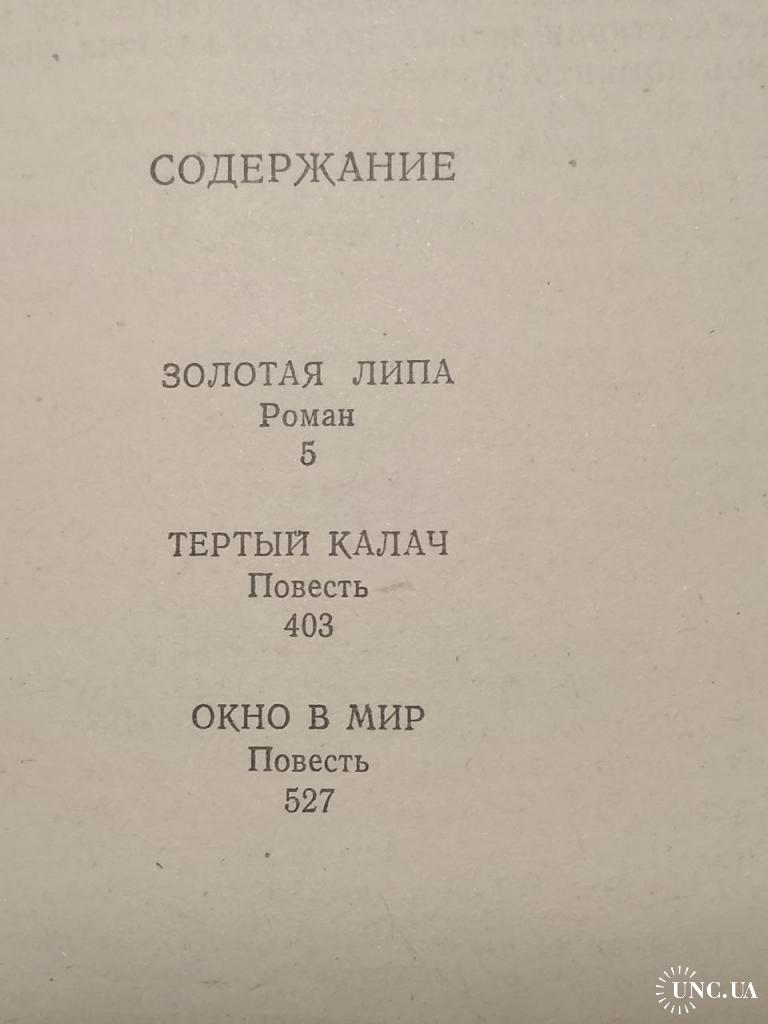 СОДЕРЖАНИЕ
ЗОЛОТАЯ ЛИПА
Роман
5
ТЕРТЫЙ КАЛАЧ
Повесть
403
ОКНО В МИР
Повесть
527
UNC.UA